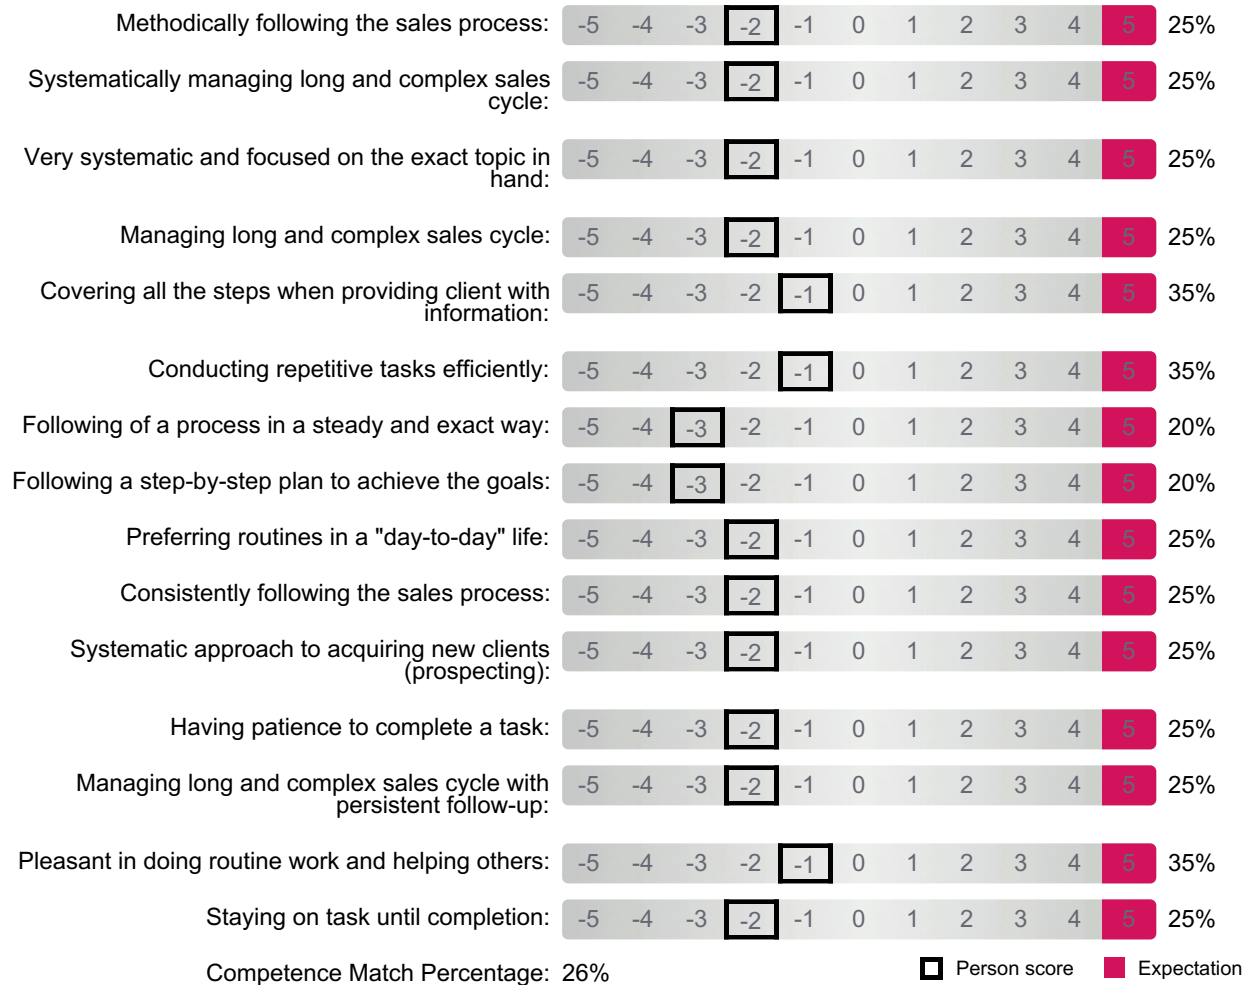 Methodically following the sales process: -5 -4 -3 -2 -1 0 1 2 3 4 5 25%
Systematically managing long and complex sales
cycle: -5 -4 -3 -2 -1 0 1 2 3 4 5 25%
Very systematic and focused on the exact topic in
hand: -5 -4 -3 -2 -1 0 1 2 3 4 5 25%
Managing long and complex sales cycle: -5 -4 -3 -2 -1 0 1 2 3 4 5 25%
Covering all the steps when providing client with
information: -5 -4 -3 -2 -1 0 1 2 3 4 5 35%
Conducting repetitive tasks efficiently: -5 -4 -3 -2 -1 0 1 2 3 4 5 35%
Following of a process in a steady and exact way: -5 -4 -3 -2 -1 0 1 2 3 4 5 20%
Following a step-by-step plan to achieve the goals: -5 -4 -3 -2 -1 0 1 2 3 4 5 20%
Preferring routines in a "day-to-day" life: -5 -4 -3 -2 -1 0 1 2 3 4 5 25%
Consistently following the sales process: -5 -4 -3 -2 -1 0 1 2 3 4 5 25%
Systematic approach to acquiring new clients
(prospecting): -5 -4 -3 -2 -1 0 1 2 3 4 5 25%
Having patience to complete a task: -5 -4 -3 -2 -1 0 1 2 3 4 5 25%
Managing long and complex sales cycle with
persistent follow-up: -5 -4 -3 -2 -1 0 1 2 3 4 5 25%
Pleasant in doing routine work and helping others: -5 -4 -3 -2 -1 0 1 2 3 4 5 35%
Staying on task until completion: -5 -4 -3 -2 -1 0 1 2 3 4 5 25%
Competence Match Percentage: 26% Person score Expectation